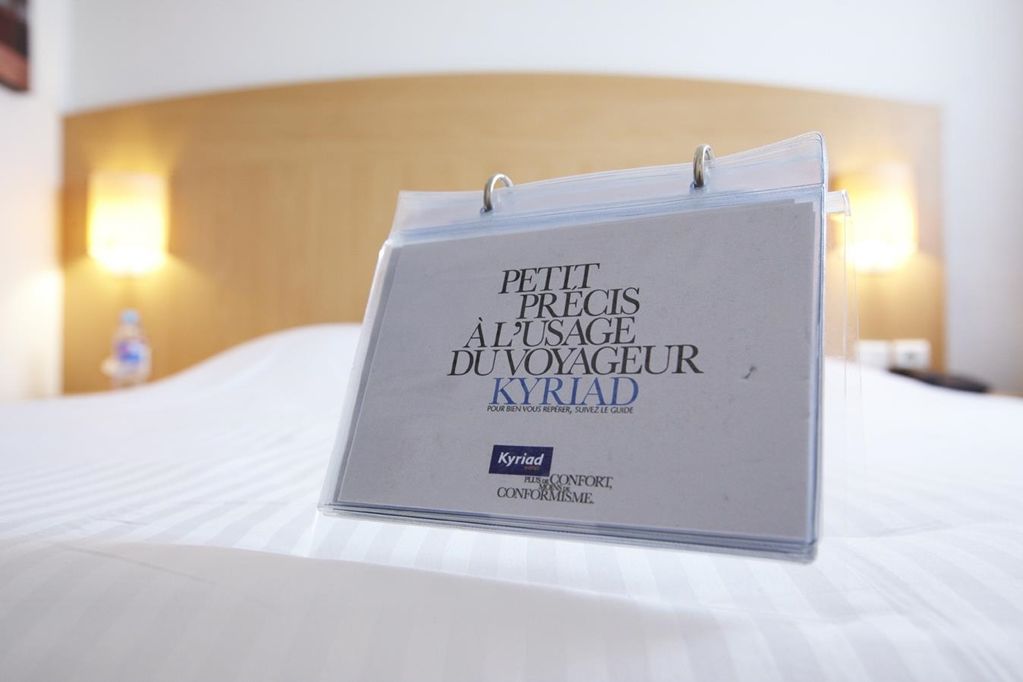 PETIT
PRÉCIS
À L'USAGE
DU VOYAGEUR
KYRIAD
POUR BIEN VOUS REPÉRER, SUIVEZ LE GUIDE
Kyriad
PLUS DE CONFORT,
MOINS DE
CONFORMISME.